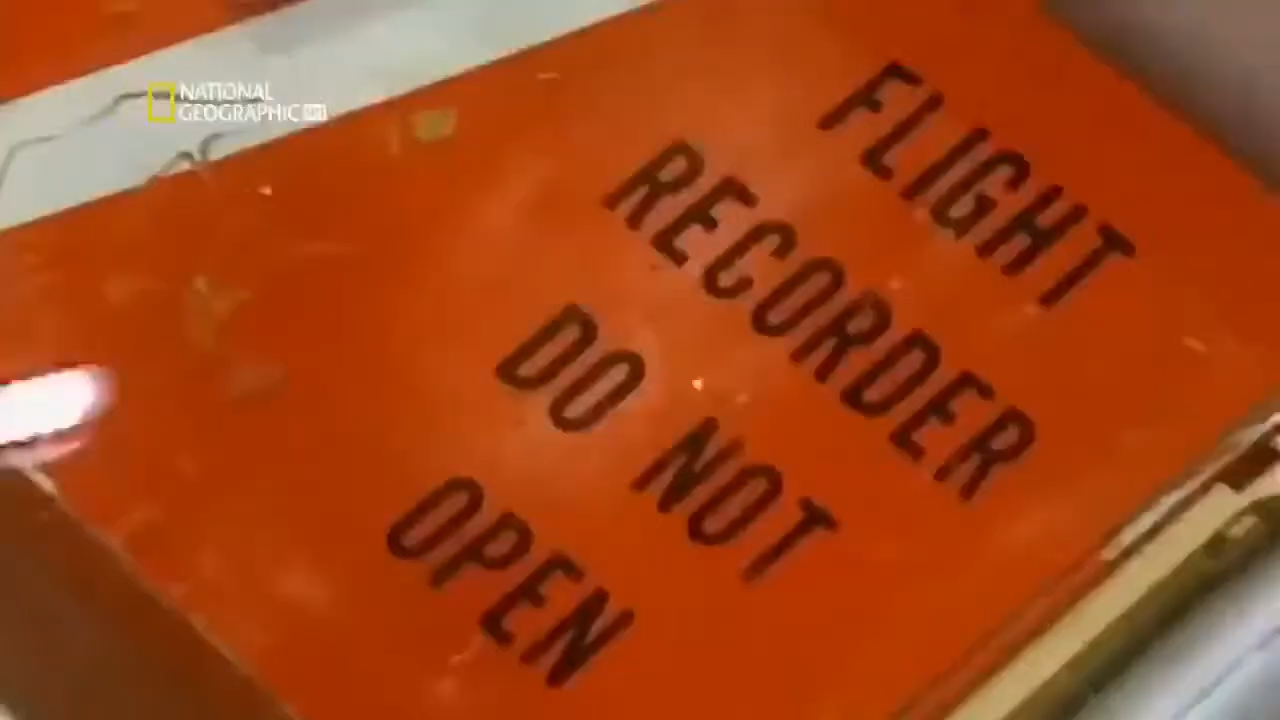 NATIONAL
GEOGRAPHIC
FLIGHT
RECORDER
DO NOT
OPEN